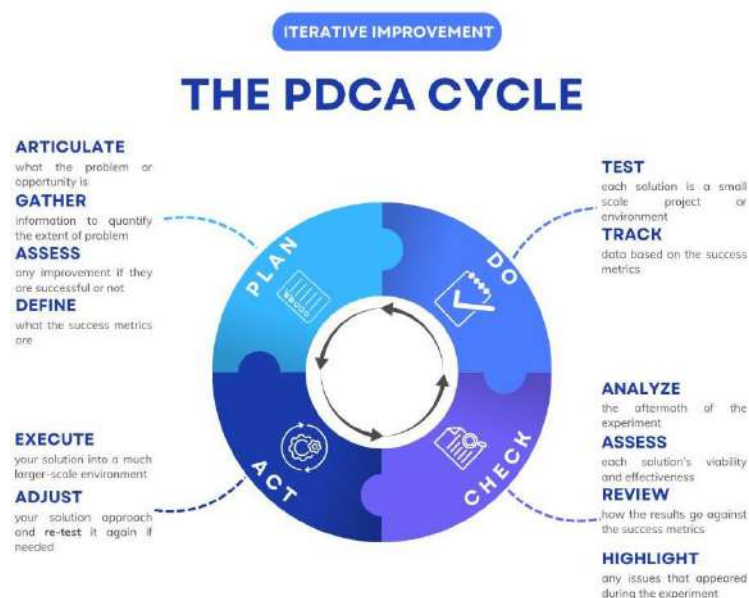 ITERATIVE IMPROVEMENT
THE PDCA CYCLE
ARTICULATE
what the problem or
opportunity is
GATHER
information to quantify
the extent of problem
ASSESS
any improvement if they
are successful or not
DEFINE
what the success metrics
are
EXECUTE
your solution into a much
larger-scale environment
ADJUST
your solution approach
and re-test it again if
needed
PLAN
DO
ACT
CHECK
TEST
each solution is a small
scale project or
environment
TRACK
data based on the success
metrics
ANALYZE
the aftermath of the
experiment
ASSESS
each solution's viability
and effectiveness
REVIEW
how the results go against
the success metrics
HIGHLIGHT
any issues that appeared
during the experiment